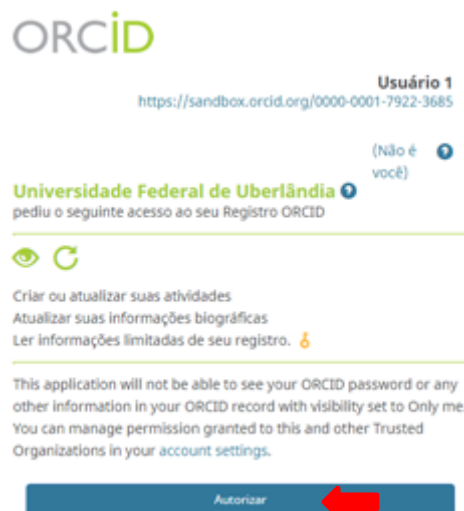 ORCID
Usuário 1
https://sandbox.orcid.org/0000-0001-7922-3685
(Não é
você)
Universidade Federal de Uberlândia
pediu o seguinte acesso ao seu Registro ORCID
Criar ou atualizar suas atividades
Atualizar suas informações biográficas
Ler informações limitadas de seu registro.
This application will not be able to see your ORCID password or any
other information in your ORCID record with visibility set to Only me
You can manage permission granted to this and other Trusted
Organizations in your account settings.
Autorizar